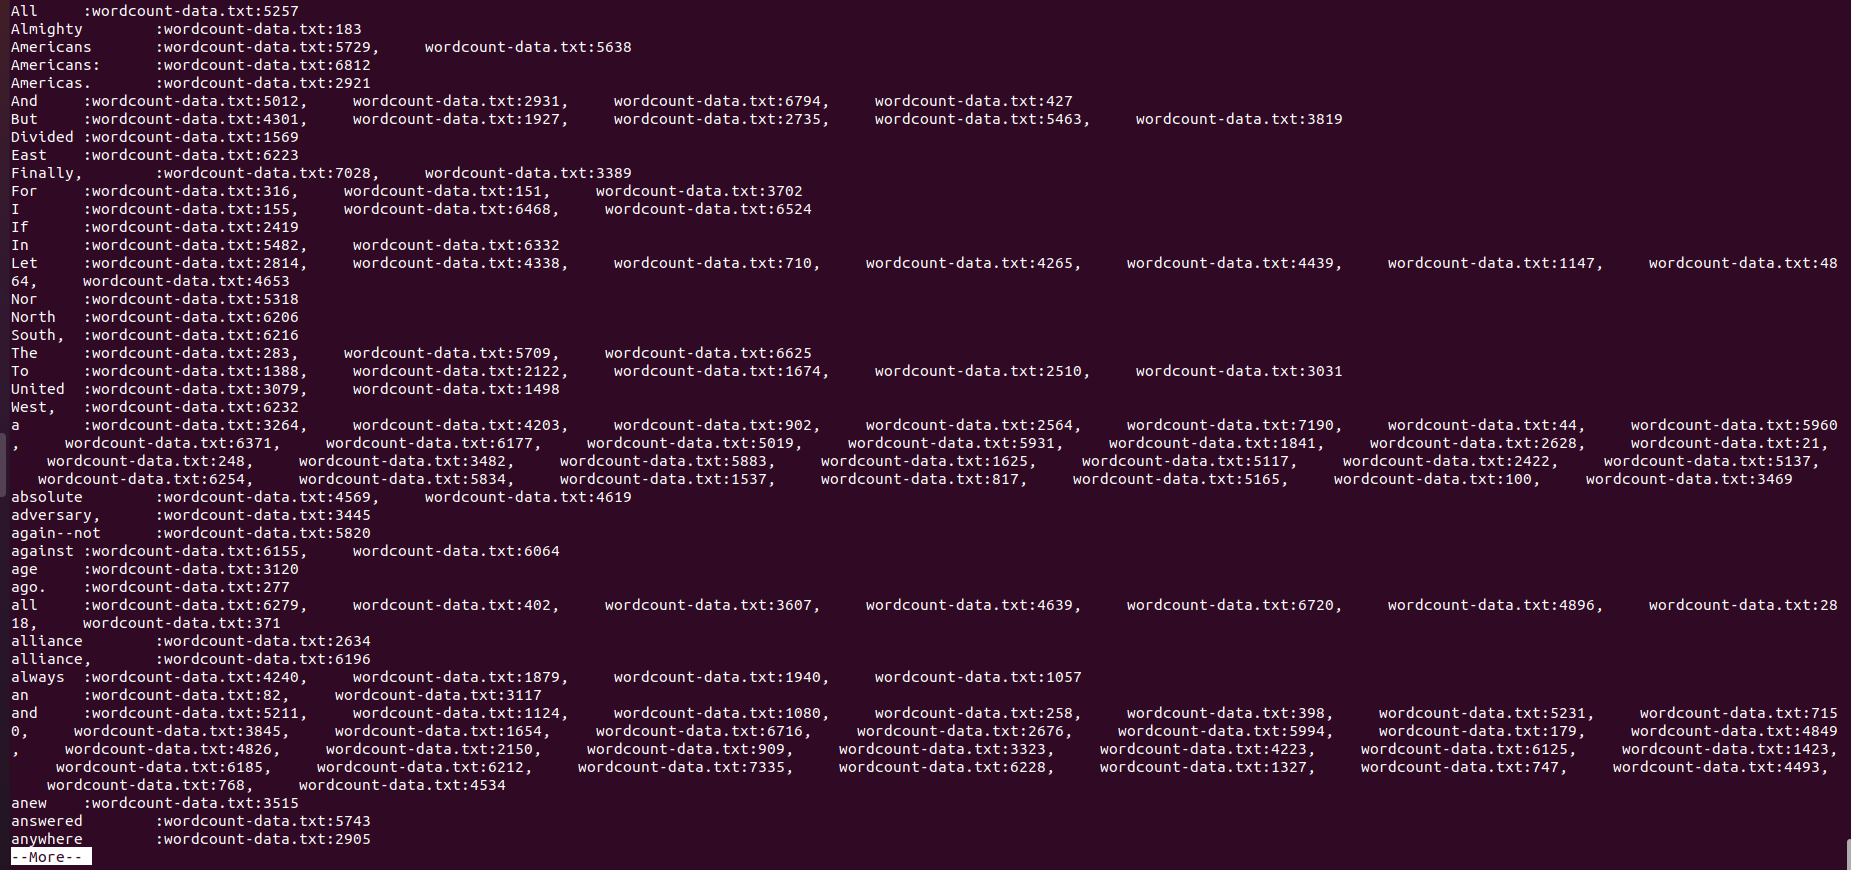 All     :wordcount-data.txt:5257
Almighty        :wordcount-data.txt:183
Americans       :wordcount-data.txt:5729,     wordcount-data.txt:5638
Americans:      :wordcount-data.txt:6812
Americas.       :wordcount-data.txt:2921
And     :wordcount-data.txt:5012,     wordcount-data.txt:2931,     wordcount-data.txt:6794,     wordcount-data.txt:427
But     :wordcount-data.txt:4301,     wordcount-data.txt:1927,     wordcount-data.txt:2735,     wordcount-data.txt:5463,     wordcount-data.txt:3819
Divided :wordcount-data.txt:1569
East    :wordcount-data.txt:6223
Finally,        :wordcount-data.txt:7028,     wordcount-data.txt:3389
For     :wordcount-data.txt:316,     wordcount-data.txt:151,     wordcount-data.txt:3702
I       :wordcount-data.txt:155,     wordcount-data.txt:6468,     wordcount-data.txt:6524
If      :wordcount-data.txt:2419
In      :wordcount-data.txt:5482,     wordcount-data.txt:6332
Let     :wordcount-data.txt:2814,     wordcount-data.txt:4338,     wordcount-data.txt:710,     wordcount-data.txt:4265,     wordcount-data.txt:4439,     wordcount-data.txt:1147,     wordcount-data.txt:48
64,     wordcount-data.txt:4653
Nor     :wordcount-data.txt:5318
North   :wordcount-data.txt:6206
South,  :wordcount-data.txt:6216
The     :wordcount-data.txt:283,     wordcount-data.txt:5709,     wordcount-data.txt:6625
To      :wordcount-data.txt:1388,     wordcount-data.txt:2122,     wordcount-data.txt:1674,     wordcount-data.txt:2510,     wordcount-data.txt:3031
United  :wordcount-data.txt:3079,     wordcount-data.txt:1498
West,   :wordcount-data.txt:6232
a       :wordcount-data.txt:3264,     wordcount-data.txt:4203,     wordcount-data.txt:902,     wordcount-data.txt:2564,     wordcount-data.txt:7190,     wordcount-data.txt:44,     wordcount-data.txt:5960
,     wordcount-data.txt:6371,     wordcount-data.txt:6177,     wordcount-data.txt:5019,     wordcount-data.txt:5931,     wordcount-data.txt:1841,     wordcount-data.txt:2628,     wordcount-data.txt:21,
    wordcount-data.txt:248,     wordcount-data.txt:3482,     wordcount-data.txt:5883,     wordcount-data.txt:1625,     wordcount-data.txt:5117,     wordcount-data.txt:2422,     wordcount-data.txt:5137,
   wordcount-data.txt:6254,     wordcount-data.txt:5834,     wordcount-data.txt:1537,     wordcount-data.txt:817,     wordcount-data.txt:5165,     wordcount-data.txt:100,     wordcount-data.txt:3469
absolute        :wordcount-data.txt:4569,     wordcount-data.txt:4619
adversary,      :wordcount-data.txt:3445
again--not      :wordcount-data.txt:5820
against :wordcount-data.txt:6155,     wordcount-data.txt:6064
age     :wordcount-data.txt:3120
ago.    :wordcount-data.txt:277
all     :wordcount-data.txt:6279,     wordcount-data.txt:402,     wordcount-data.txt:3607,     wordcount-data.txt:4639,     wordcount-data.txt:6720,     wordcount-data.txt:4896,     wordcount-data.txt:28
18,     wordcount-data.txt:371
alliance        :wordcount-data.txt:2634
alliance,       :wordcount-data.txt:6196
always  :wordcount-data.txt:4240,     wordcount-data.txt:1879,     wordcount-data.txt:1940,     wordcount-data.txt:1057
an      :wordcount-data.txt:82,     wordcount-data.txt:3117
and     :wordcount-data.txt:5211,     wordcount-data.txt:1124,     wordcount-data.txt:1080,     wordcount-data.txt:258,     wordcount-data.txt:398,     wordcount-data.txt:5231,     wordcount-data.txt:715
0,     wordcount-data.txt:3845,     wordcount-data.txt:1654,     wordcount-data.txt:6716,     wordcount-data.txt:2676,     wordcount-data.txt:5994,     wordcount-data.txt:179,     wordcount-data.txt:4849
,     wordcount-data.txt:4826,     wordcount-data.txt:2150,     wordcount-data.txt:909,     wordcount-data.txt:3323,     wordcount-data.txt:4223,     wordcount-data.txt:6125,     wordcount-data.txt:1423,
     wordcount-data.txt:6185,     wordcount-data.txt:6212,     wordcount-data.txt:7335,     wordcount-data.txt:6228,     wordcount-data.txt:1327,     wordcount-data.txt:747,     wordcount-data.txt:4493,
    wordcount-data.txt:768,     wordcount-data.txt:4534
anew    :wordcount-data.txt:3515
answered        :wordcount-data.txt:5743
anywhere        :wordcount-data.txt:2905
--More--